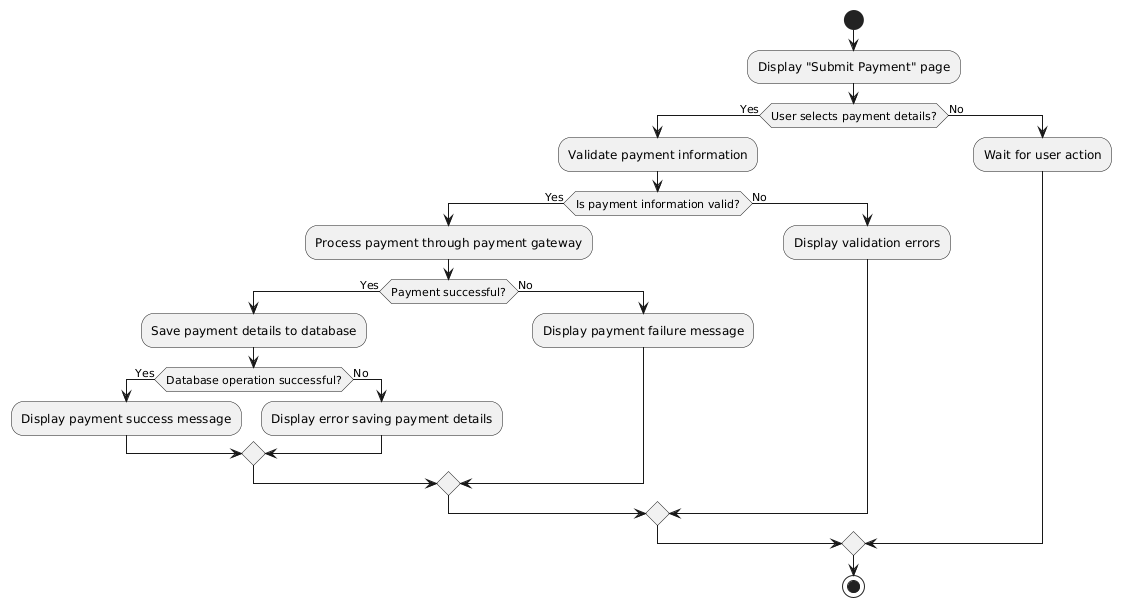 Display "Submit Payment" page
Yes
User selects payment details?
No
Validate payment information
Wait for user action
Yes
Is payment information valid?
No
Process payment through payment gateway
Display validation errors
Yes
Payment successful?
No
Save payment details to database
Display payment failure message
Yes
Database operation successful?
No
Display payment success message
Display error saving payment details